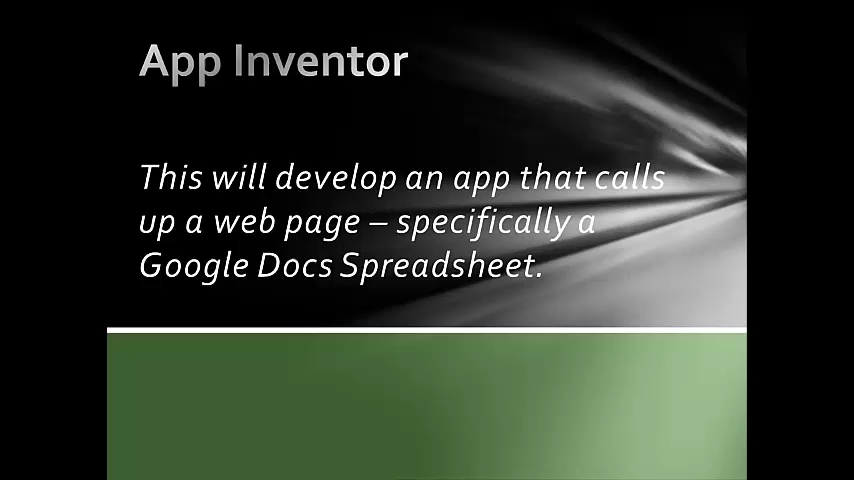 App Inventor
This will develop an app that calls
up a web page – specifically a
Google Docs Spreadsheet.